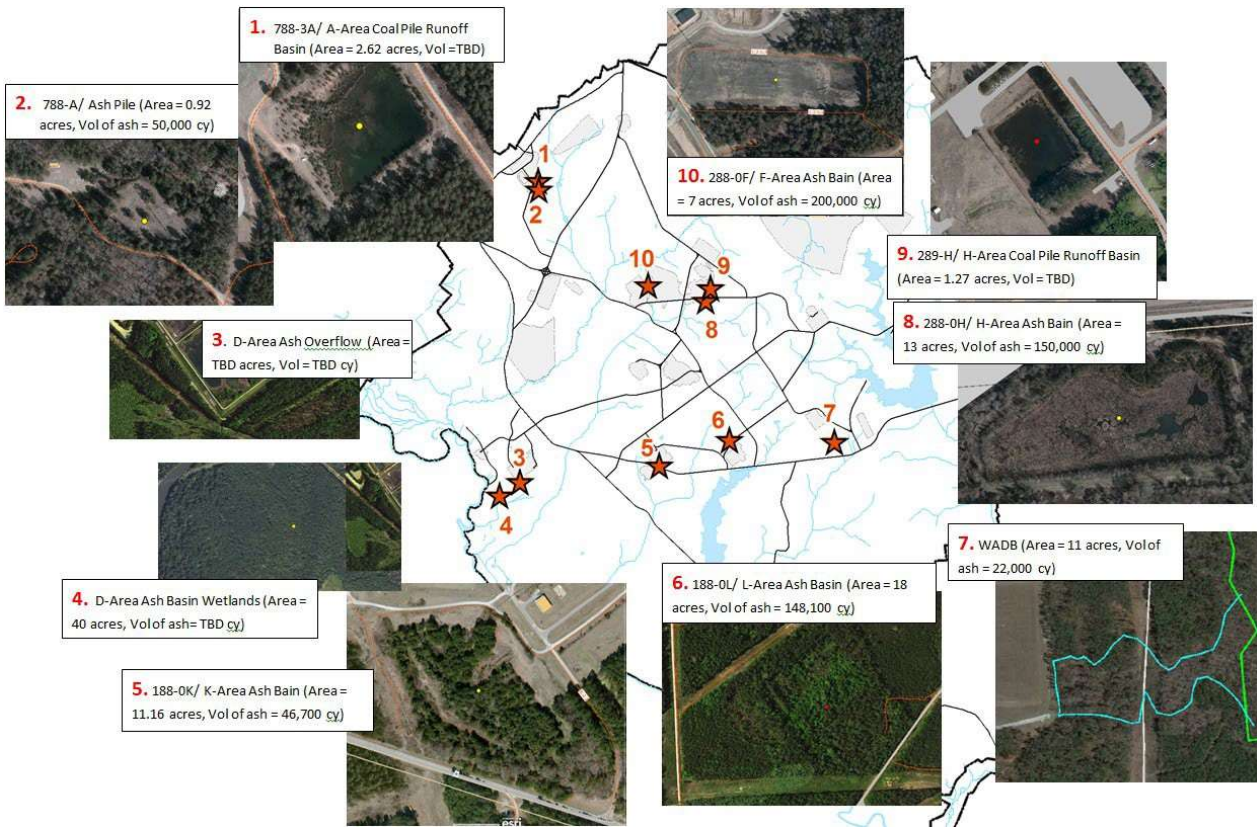 1. 788-3A/ A-Area Coal Pile Runoff
Basin (Area = 2.62 acres, Vol =TBD)
2. 788-A/ Ash Pile (Area = 0.92
acres, Vol of ash = 50,000 cy)
10. 288-0F/ F-Area Ash Bain (Area
= 7 acres, Vol of ash = 200,000 cy)
9. 289-H/ H-Area Coal Pile Runoff Basin
(Area = 1.27 acres, Vol = TBD)
8. 288-0H/ H-Area Ash Bain (Area =
13 acres, Vol of ash = 150,000 cy)
3. D-Area Ash Overflow (Area =
TBD acres, Vol = TBD cy)
4. D-Area Ash Basin Wetlands (Area =
40 acres, Vol of ash= TBD cy)
5. 188-0K/ K-Area Ash Bain (Area =
11.16 acres, Vol of ash = 46,700 cy)
6. 188-0L/ L-Area Ash Basin (Area = 18
acres, Vol of ash = 148,100 cy)
7. WADB (Area = 11 acres, Vol of
ash = 22,000 cy)
1
2
10
9
8
7
6
5
3
4
esri